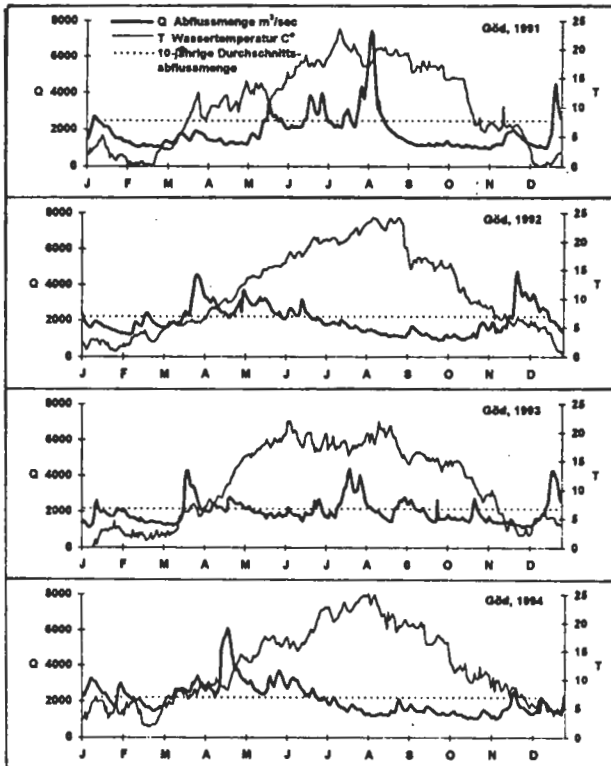 Göd, 1991
Q Abflussmenge m³/sec
T Wassertemperatur C°
10-jährige Durchschnitts-
abflussmenge
8000
6000
4000
2000
0
Q
25
20
15
10
5
0
T
J F M A M J J A S O N D
Göd, 1992
8000
6000
4000
2000
0
Q
25
20
15
10
5
0
T
J F M A M J J A S O N D
Göd, 1993
8000
6000
4000
2000
0
Q
25
20
15
10
5
0
T
J F M A M J J A S O N D
Göd, 1994
8000
6000
4000
2000
0
Q
25
20
15
10
5
0
T
J F M A M J J A S O N D